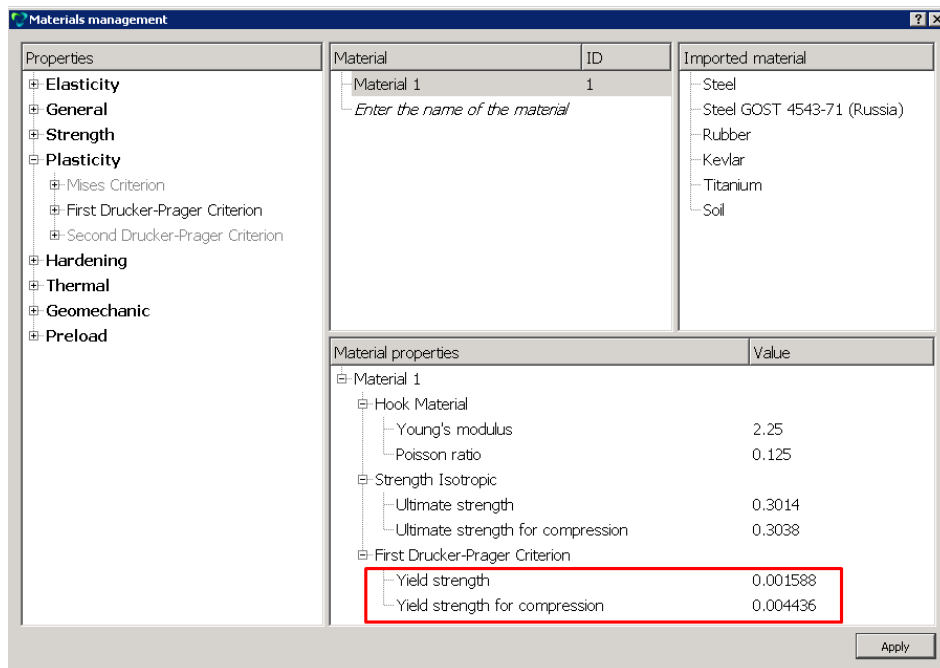 Materials management
Properties
Elasticity
General
Strength
Plasticity
Mises Criterion
First Drucker-Prager Criterion
Second Drucker-Prager Criterion
Hardening
Thermal
Geomechanic
Preload
Material ID
Material 1 1
Enter the name of the material
Imported material
Steel
Steel GOST 4543-71 (Russia)
Rubber
Kevlar
Titanium
Soil
Material properties Value
Material 1
Hook Material
Young's modulus 2.25
Poisson ratio 0.125
Strength Isotropic
Ultimate strength 0.3014
Ultimate strength for compression 0.3038
First Drucker-Prager Criterion
Yield strength 0.001588
Yield strength for compression 0.004436
Apply